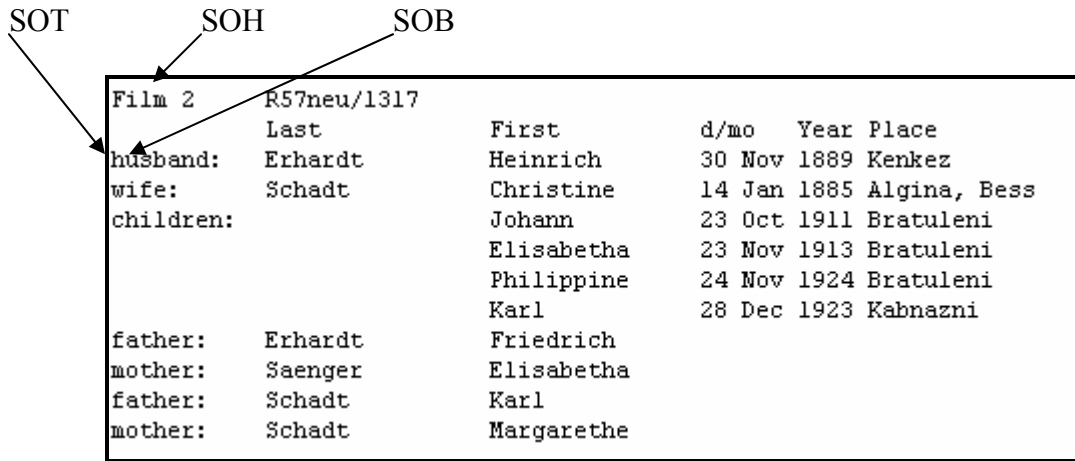 SOT SOH SOB
Film 2 R57neu/1317
Last First d/mo Year Place
husband: Erhardt Heinrich 30 Nov 1889 Kenkez
wife: Schadt Christine 14 Jan 1885 Algina, Bess
children: Johann 23 Oct 1911 Bratuleni
Elisabetha 23 Nov 1913 Bratuleni
Philippine 24 Nov 1924 Bratuleni
Karl 28 Dec 1923 Kabnazni
father: Erhardt Friedrich
mother: Saenger Elisabetha
father: Schadt Karl
mother: Schadt Margarethe